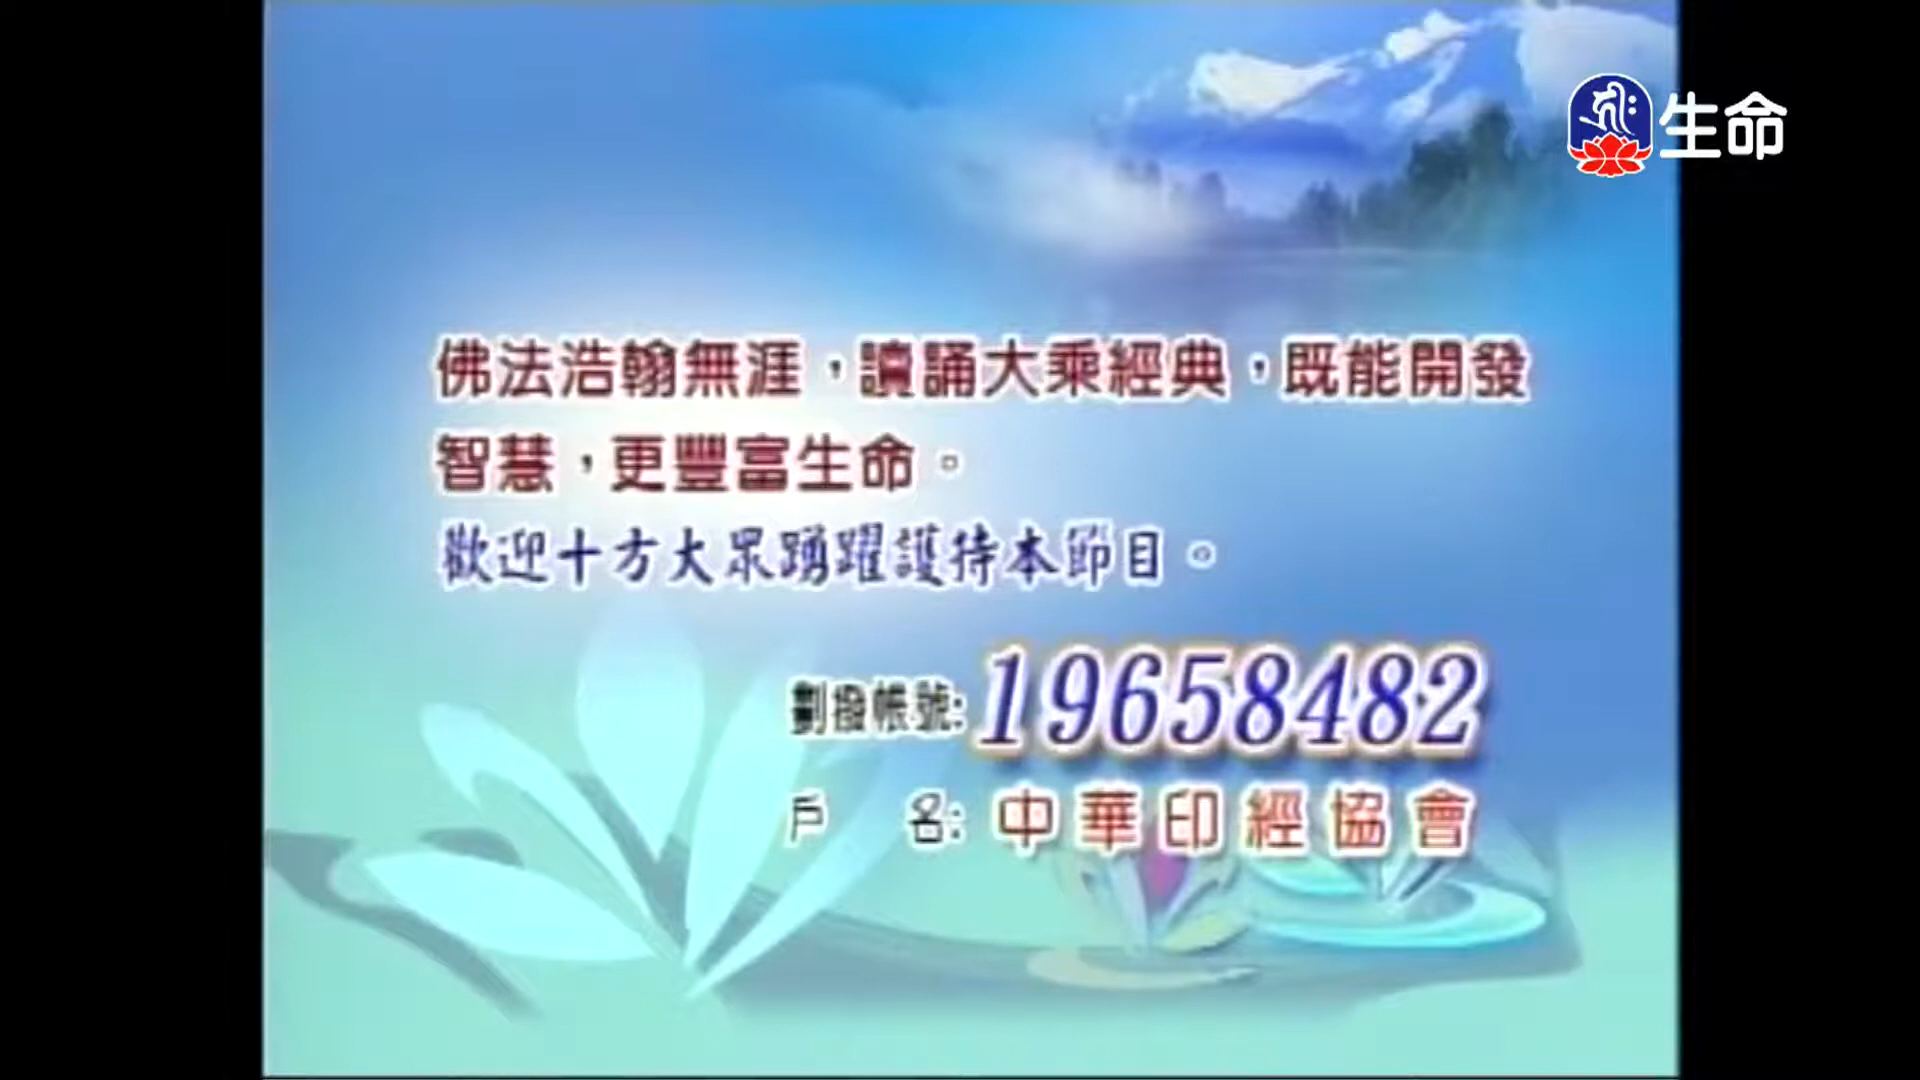 生命
佛法浩翰無涯，讀誦大乘經典，既能開發
智慧，更豐富生命。
歡迎十方大眾踴躍護持本節目。
劃撥帳號:19658482
戶 名:中華印經協會